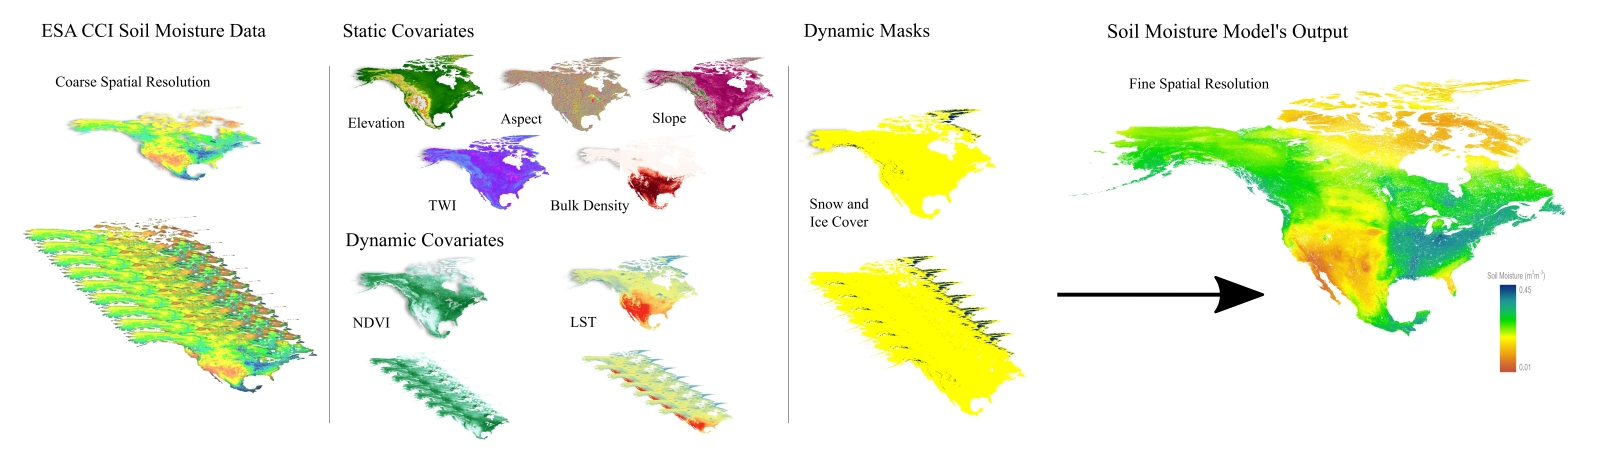 ESA CCI Soil Moisture Data
Coarse Spatial Resolution
Static Covariates
Elevation
Aspect
Slope
TWI
Bulk Density
Dynamic Covariates
NDVI
LST
Dynamic Masks
Snow and
Ice Cover
Soil Moisture Model's Output
Fine Spatial Resolution
Soil Moisture (m³m⁻³)
0.45
0.01